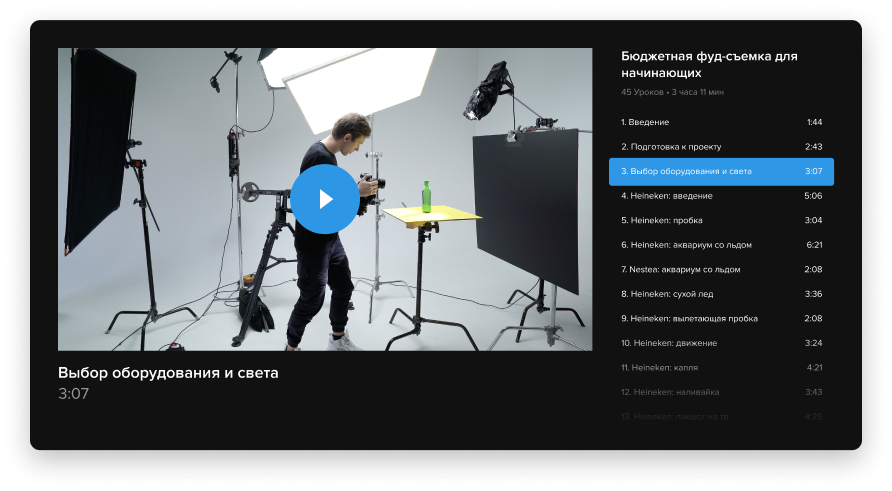 Бюджетная фуд-съемка для
начинающих
45 Уроков • 3 часа 11 мин
1. Введение 1:44
2. Подготовка к проекту 2:43
3. Выбор оборудования и света 3:07
4. Heineken: введение 5:06
5. Heineken: пробка 3:04
6. Heineken: аквариум со льдом 6:21
7. Nestea: аквариум со льдом 2:08
8. Heineken: сухой лед 3:36
9. Heineken: вылетающая пробка 2:08
10. Heineken: движение 3:24
11. Heineken: капля 4:21
12. Heineken: наливайка 3:43
13. Heineken: пэкшот на тв 4:25
Выбор оборудования и света
3:07